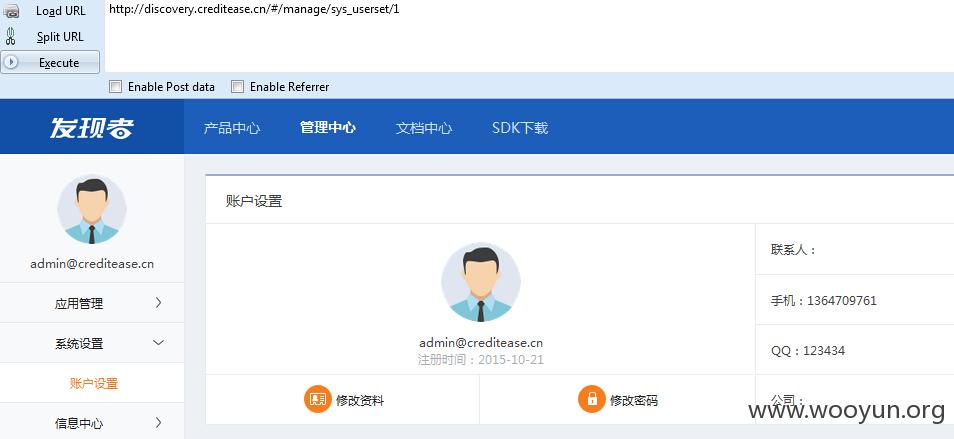 Load URL
http://discovery.creditease.cn/#/manage/sys_userset/1
Split URL
Execute
Enable Post data
Enable Referrer
发现者
产品中心
管理中心
文档中心
SDK下载
admin@creditease.cn
应用管理
系统设置
账户设置
信息中心
账户设置
admin@creditease.cn
注册时间：2015-10-21
修改资料
修改密码
联系人：
手机：1364709761
QQ：123434
公司：
www.wooyun.org